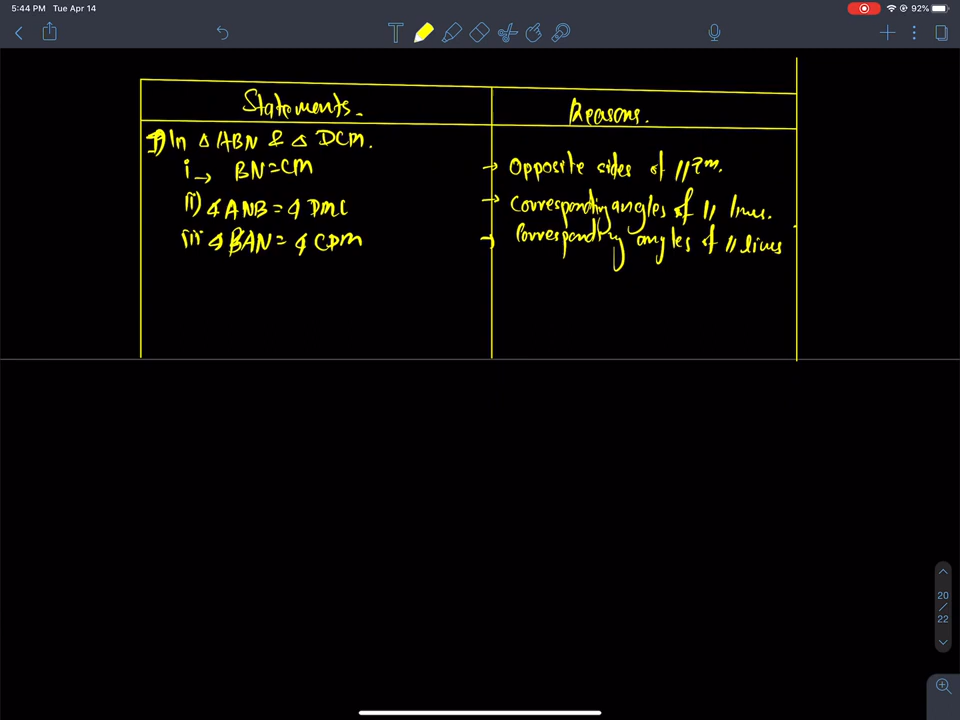 5:44 PM Tue Apr 14
92%
Statements.
Reasons.
1) In △ ABN & △ DCM.
i → BN = CM
→ Opposite sides of //gm.
ii) ∡ ANB = ∡ DMC
→ Corresponding angles of // lines.
iii ∡ BAN = ∡ CDM
→ Corresponding angles of // lines
20
/
22